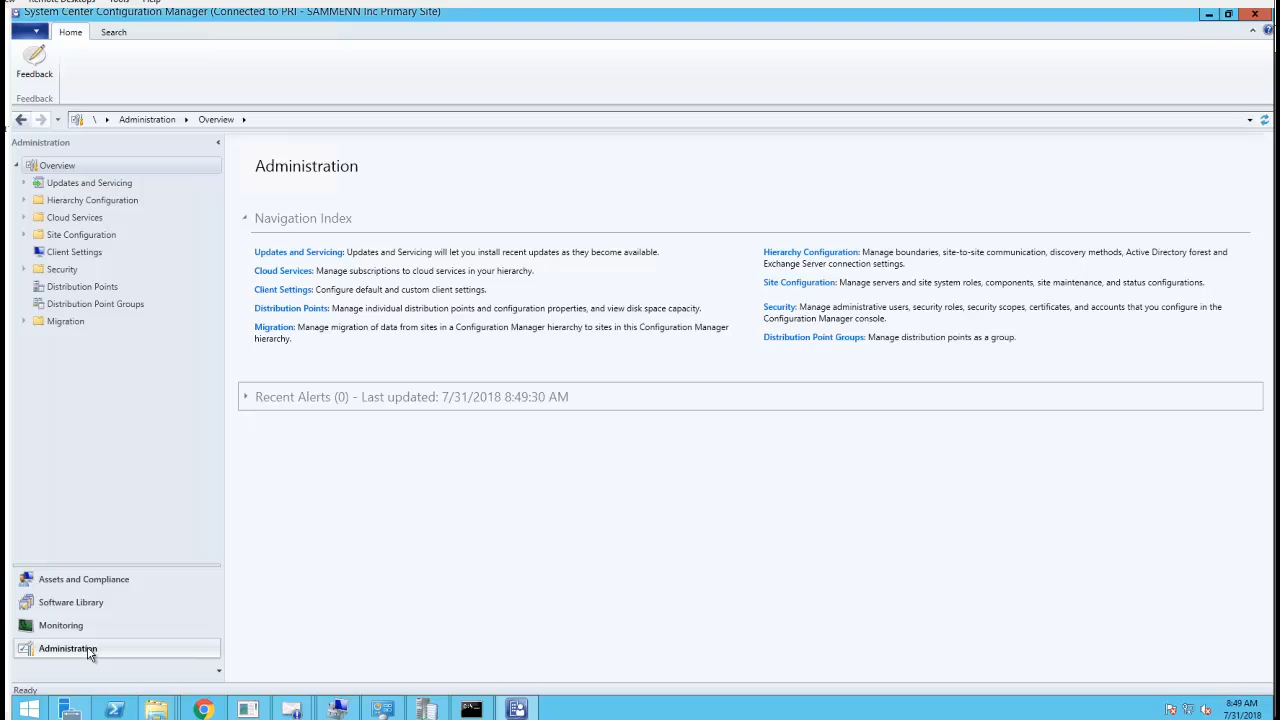 Remote Desktops Tools Help
System Center Configuration Manager (Connected to PRI - SAMMENN Inc Primary Site)
Home Search
Feedback
Feedback
\ Administration Overview
Administration
Overview
Updates and Servicing
Hierarchy Configuration
Cloud Services
Site Configuration
Client Settings
Security
Distribution Points
Distribution Point Groups
Migration
Administration
Navigation Index
Updates and Servicing: Updates and Servicing will let you install recent updates as they become available.
Cloud Services: Manage subscriptions to cloud services in your hierarchy.
Client Settings: Configure default and custom client settings.
Distribution Points: Manage individual distribution points and configuration properties, and view disk space capacity.
Migration: Manage migration of data from sites in a Configuration Manager hierarchy to sites in this Configuration Manager
hierarchy.
Hierarchy Configuration: Manage boundaries, site-to-site communication, discovery methods, Active Directory forest and
Exchange Server connection settings.
Site Configuration: Manage servers and site system roles, components, site maintenance, and status configurations.
Security: Manage administrative users, security roles, security scopes, certificates, and accounts that you configure in the
Configuration Manager console.
Distribution Point Groups: Manage distribution points as a group.
Recent Alerts (0) - Last updated: 7/31/2018 8:49:30 AM
Assets and Compliance
Software Library
Monitoring
Administration
Ready
8:49 AM
7/31/2018